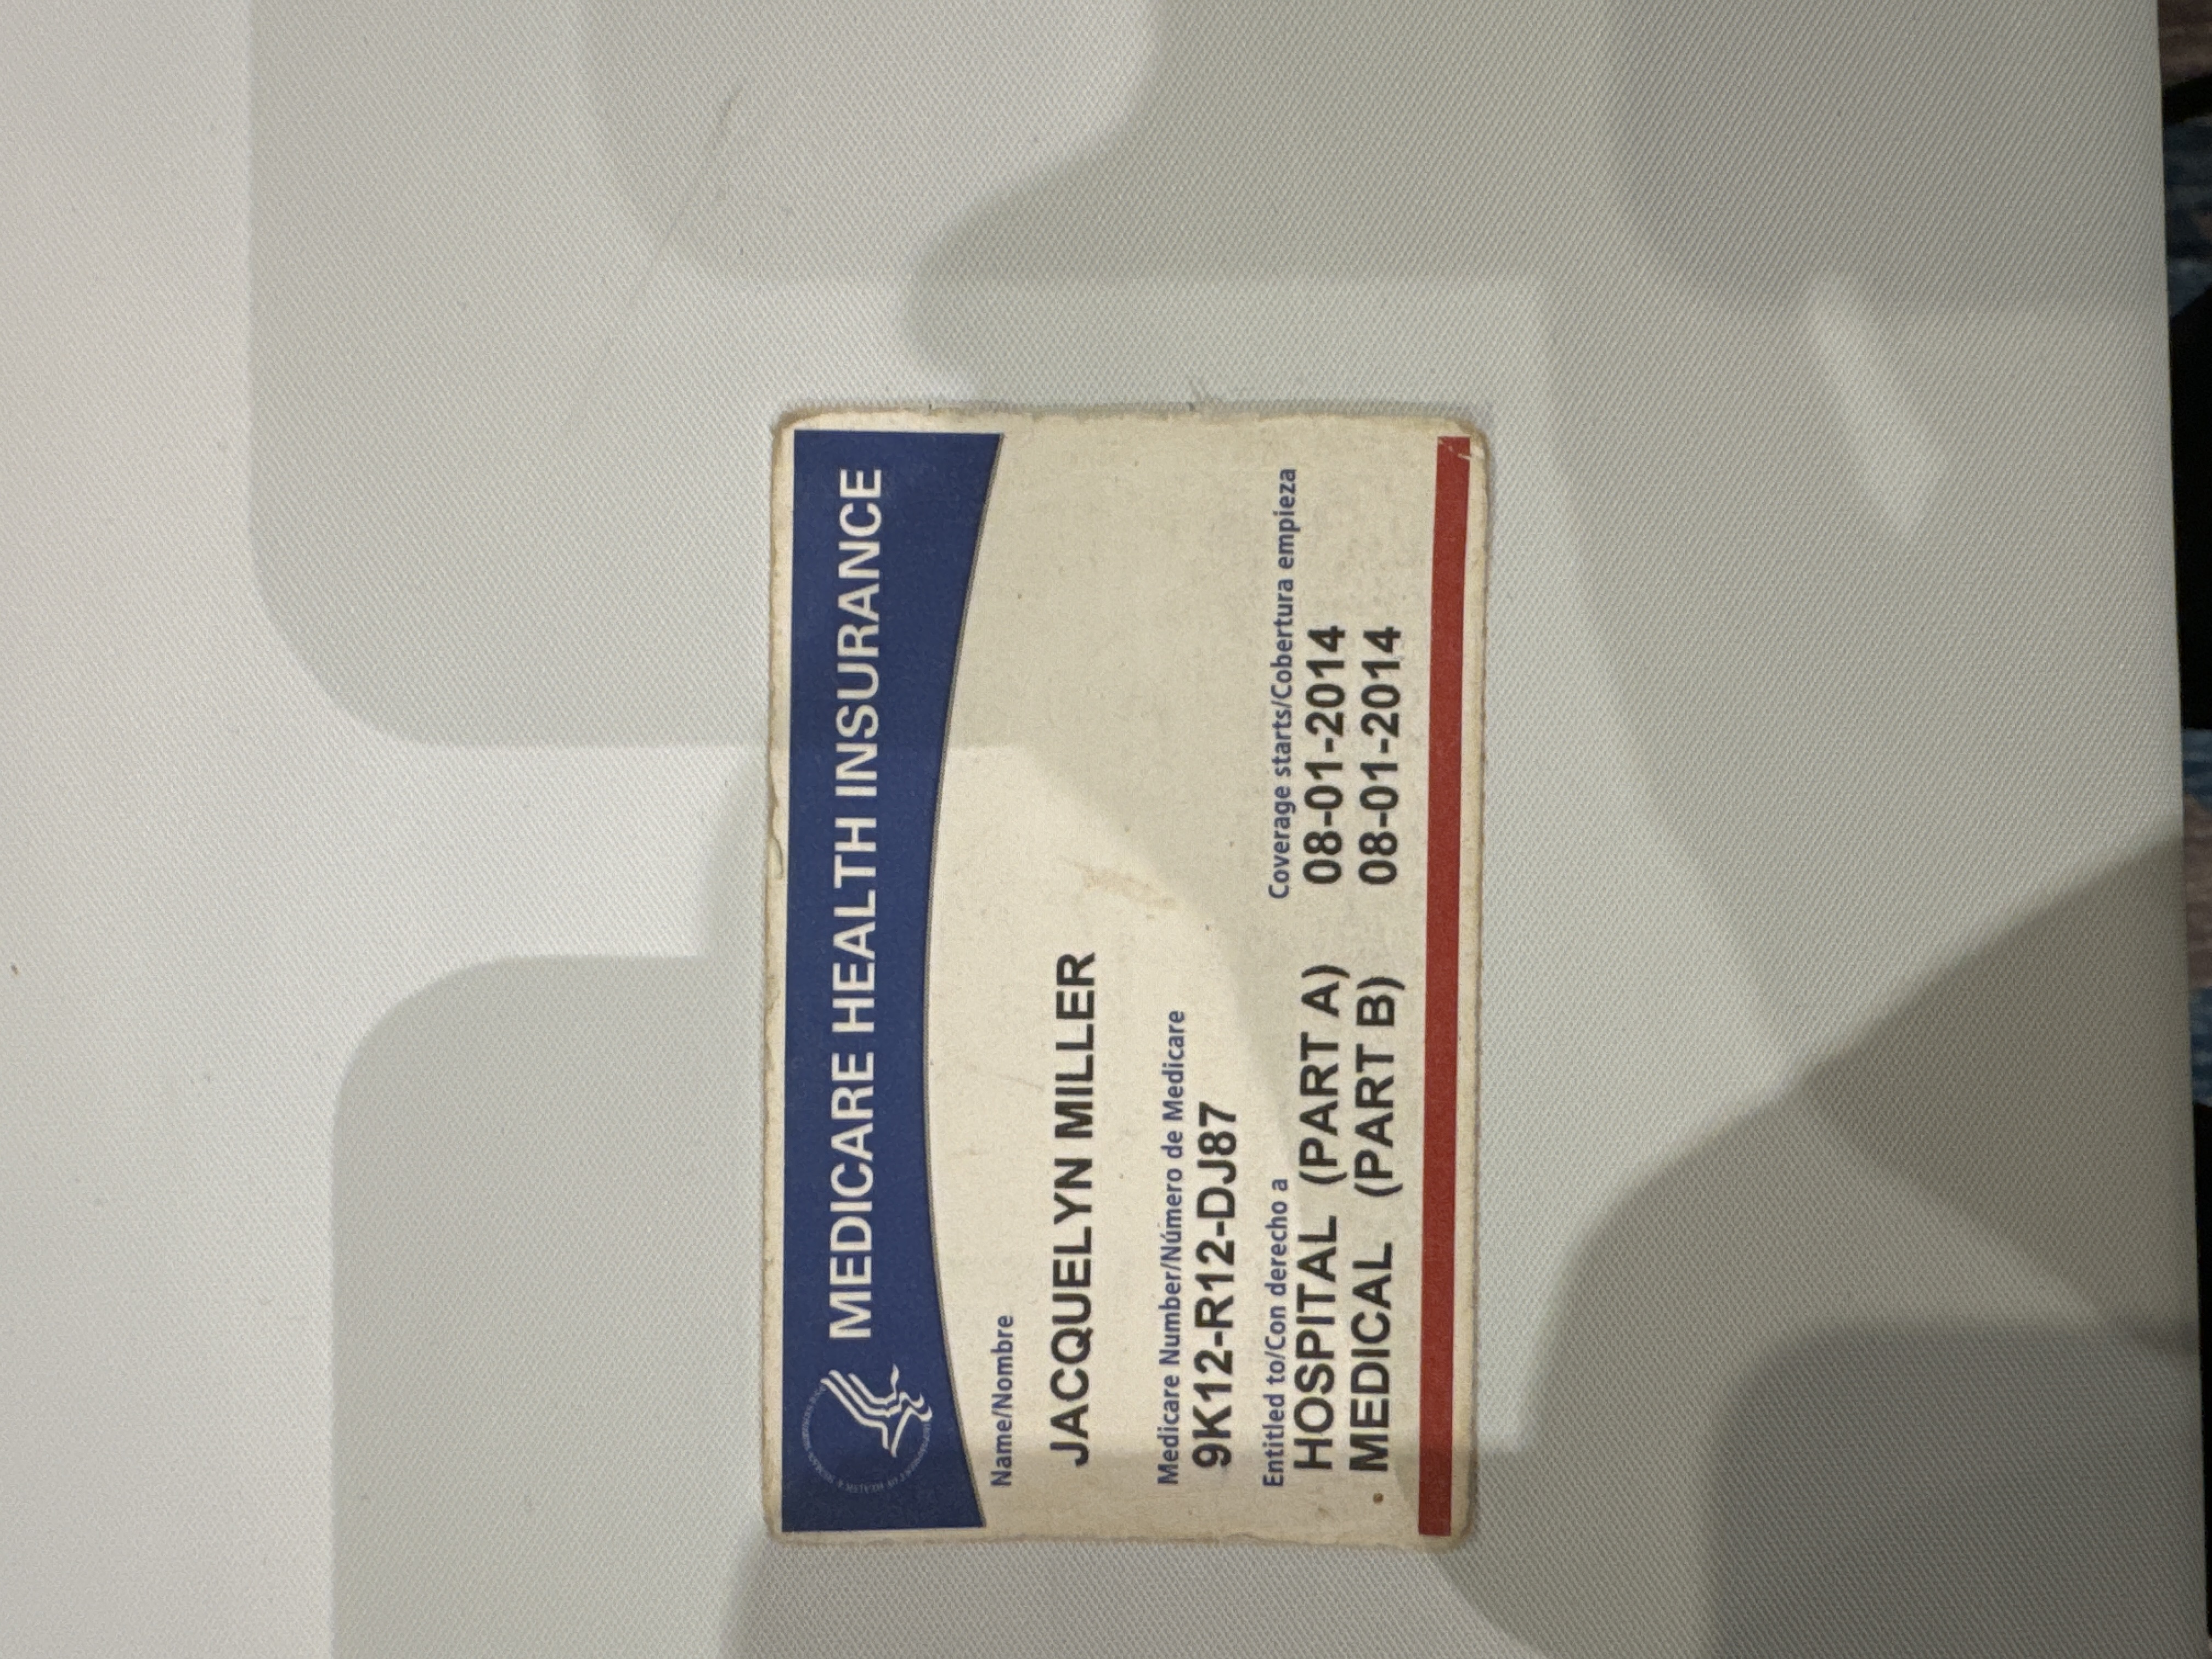 MEDICARE HEALTH INSURANCE
Name/Nombre
JACQUELYN MILLER
Medicare Number/Número de Medicare
9K12-R12-DJ87
Entitled to/Con derecho a
Coverage starts/Cobertura empieza
HOSPITAL (PART A) 08-01-2014
MEDICAL (PART B) 08-01-2014